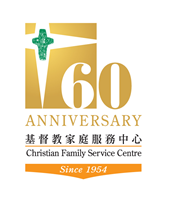 60
ANNIVERSARY
基督教家庭服務中心
Christian Family Service Centre
Since 1954